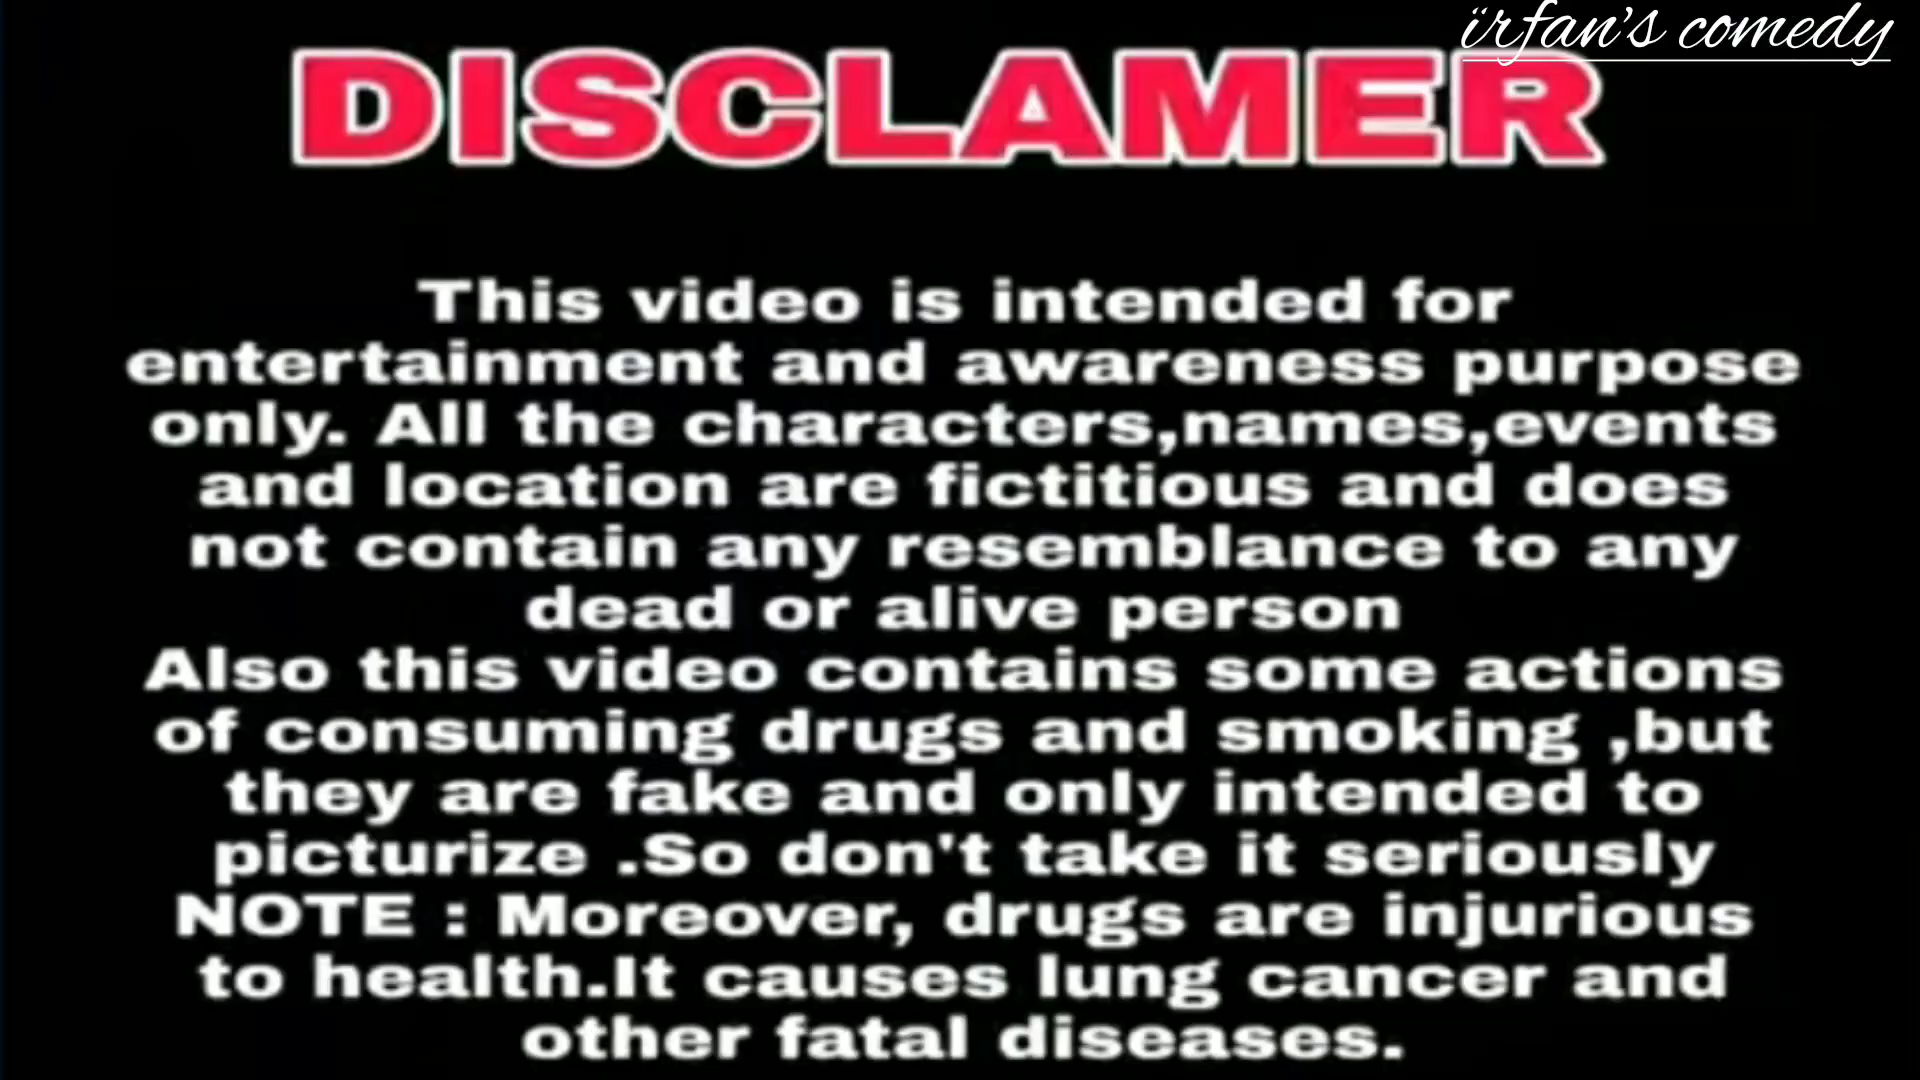 ïrfan's comedy
DISCLAMER
This video is intended for
entertainment and awareness purpose
only. All the characters,names,events
and location are fictitious and does
not contain any resemblance to any
dead or alive person
Also this video contains some actions
of consuming drugs and smoking ,but
they are fake and only intended to
picturize .So don't take it seriously
NOTE : Moreover, drugs are injurious
to health.It causes lung cancer and
other fatal diseases.